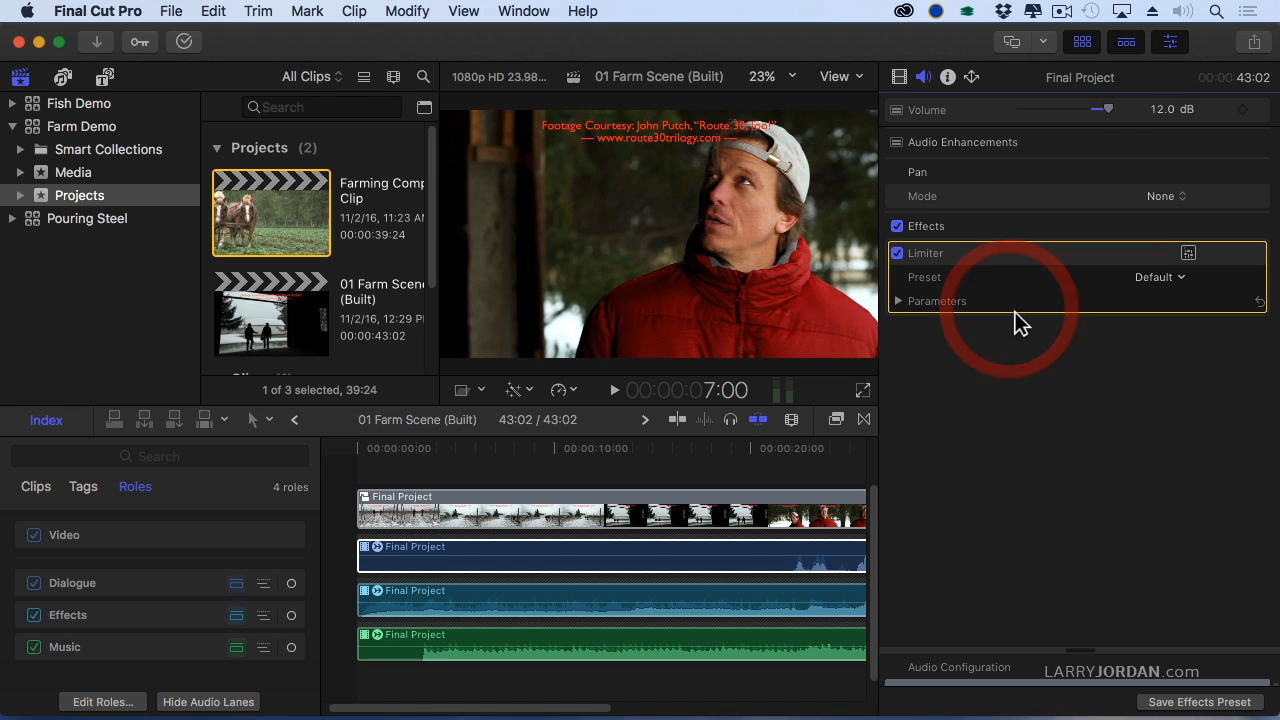 Final Cut Pro File Edit Trim Mark Clip Modify View Window Help
All Clips 1080p HD 23.98... 01 Farm Scene (Built) 23% View Final Project 00:00:00:43:02
Fish Demo
Farm Demo
Smart Collections
Media
Projects
Pouring Steel
Search
Projects (2)
Farming Comp
Clip
11/2/16, 11:23 AM
00:00:39:24
01 Farm Scene
(Built)
11/2/16, 12:29 P
00:00:43:02
1 of 3 selected, 39:24
Footage Courtesy: John Putch, "Route 30, Too!"
— www.route30trilogy.com —
00:00:07:00
Volume 12.0 dB
Audio Enhancements
Pan
Mode None
Effects
Limiter
Preset Default
Parameters
Index 01 Farm Scene (Built) 43:02 / 43:02
Search
Clips Tags Roles 4 roles
Video
Dialogue
Effects
Music
Edit Roles... Hide Audio Lanes
00:00:00:00 00:00:10:00 00:00:20:00
Final Project
Final Project
Final Project
Final Project
Audio Configuration
LARRYJORDAN.com
Save Effects Preset